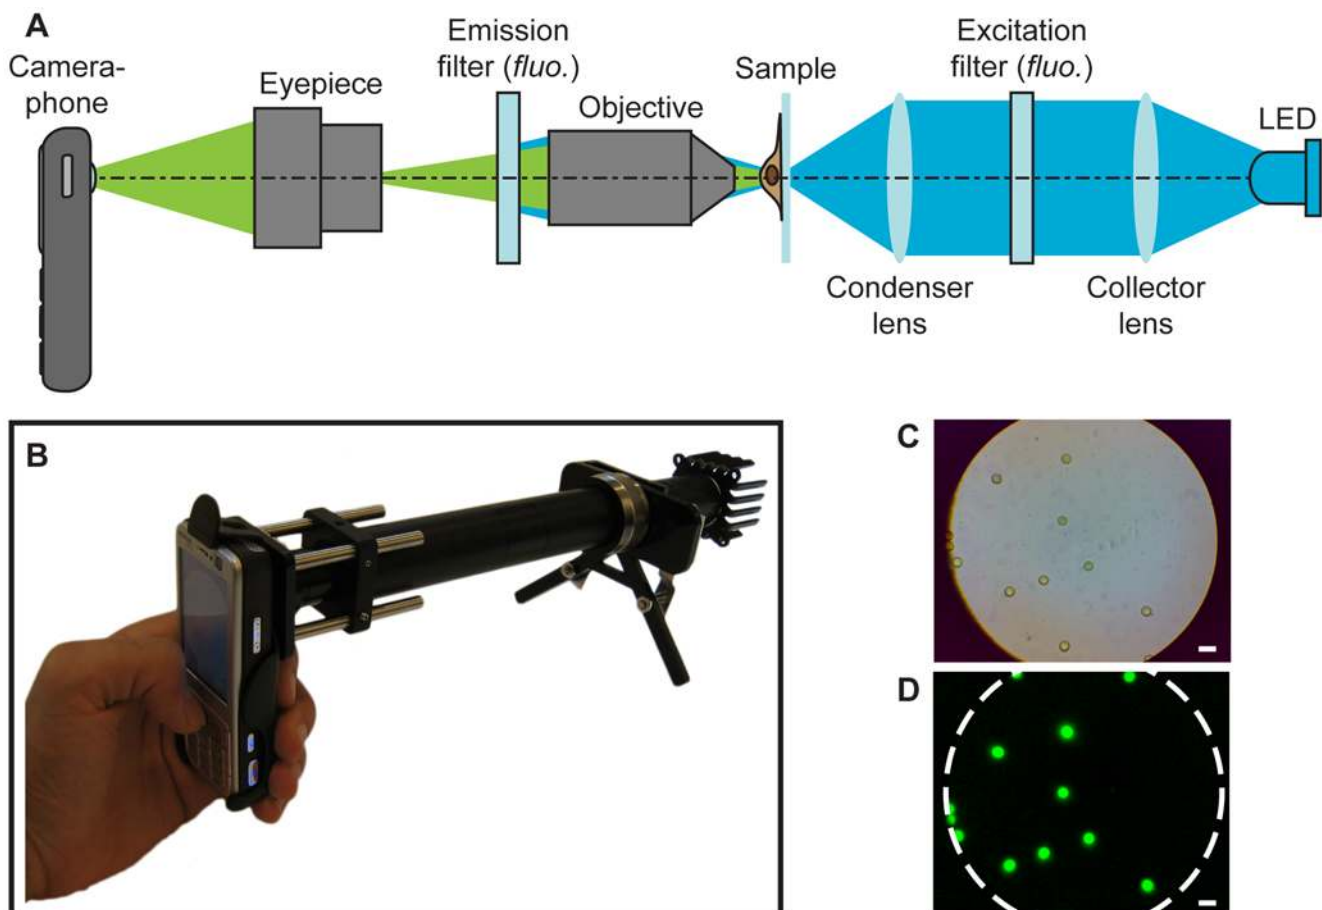 A
Camera-
phone
Eyepiece
Emission
filter (fluo.)
Objective
Sample
Excitation
filter (fluo.)
LED
Condenser
lens
Collector
lens
B
C
D